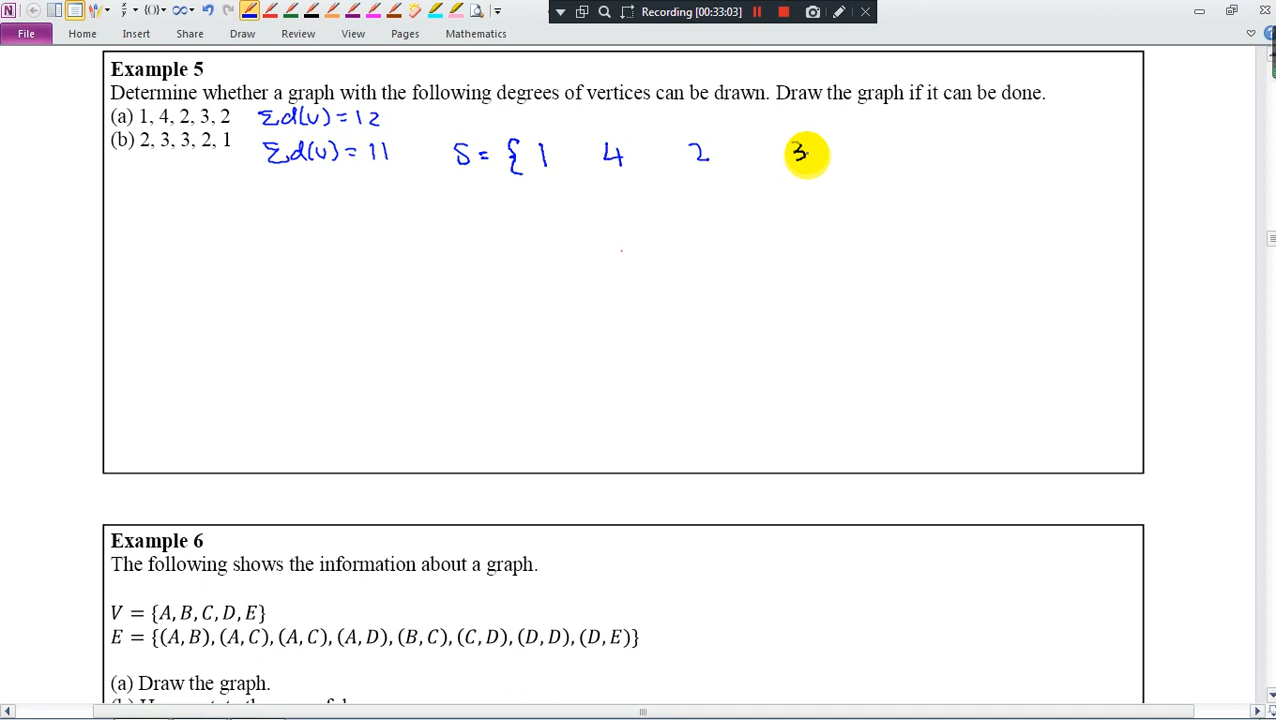 Recording [00:33:03]
File Home Insert Share Draw Review View Pages Mathematics
Example 5
Determine whether a graph with the following degrees of vertices can be drawn. Draw the graph if it can be done.
(a) 1, 4, 2, 3, 2 Σd(v) = 12
(b) 2, 3, 3, 2, 1 Σd(v) = 11 S = { 1 4 2 3
Example 6
The following shows the information about a graph.
V = {A, B, C, D, E}
E = {(A, B), (A, C), (A, C), (A, D), (B, C), (C, D), (D, D), (D, E)}
(a) Draw the graph.